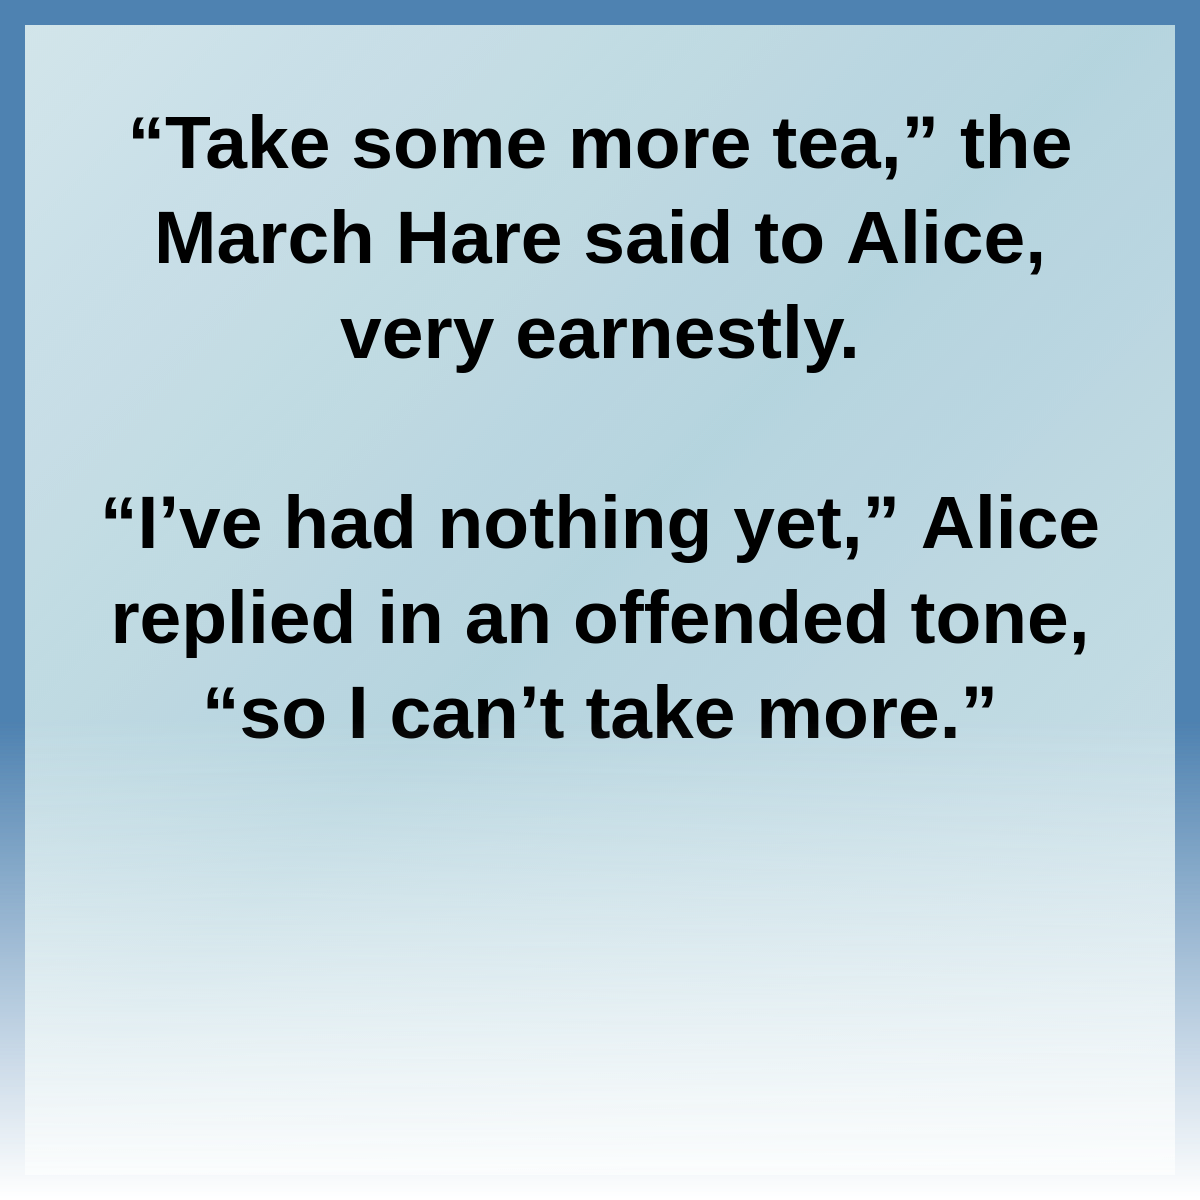 “Take some more tea,” the
March Hare said to Alice,
very earnestly.
“I’ve had nothing yet,” Alice
replied in an offended tone,
“so I can’t take more.”